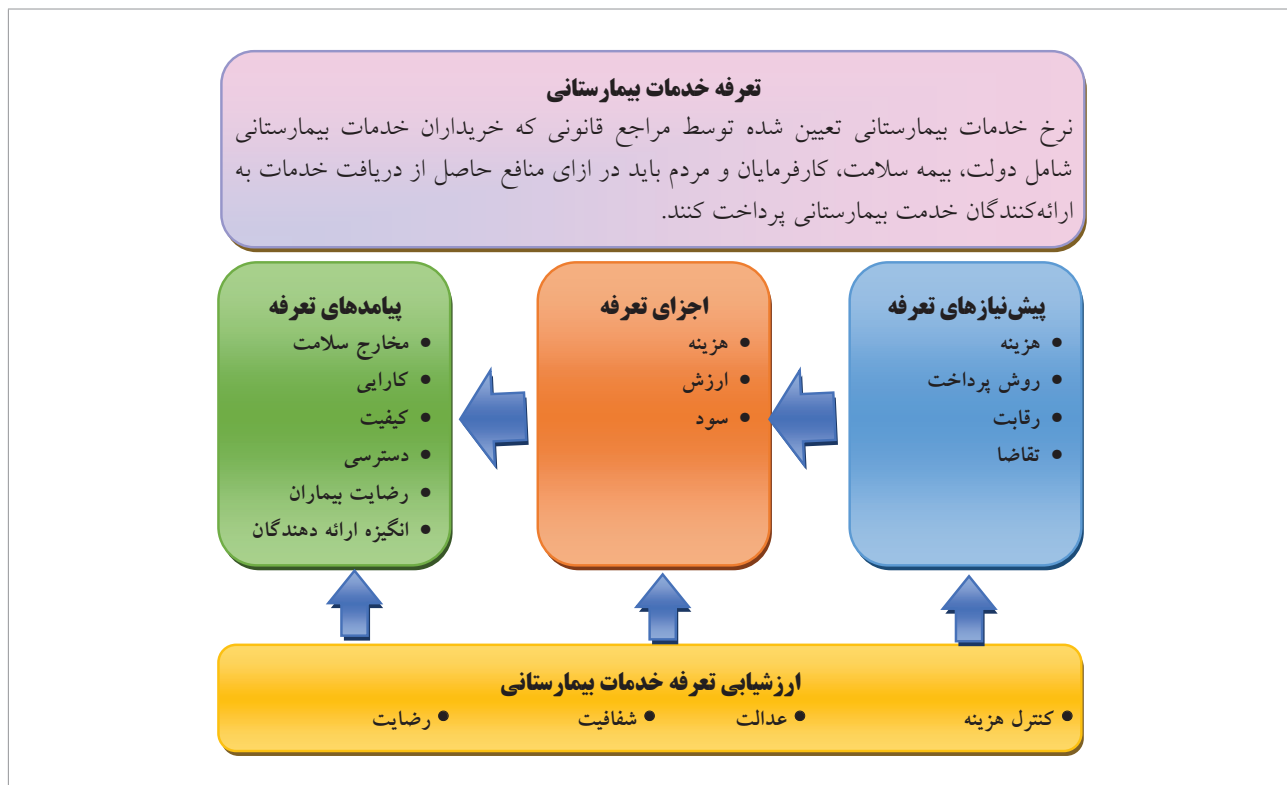 تعرفه خدمات بیمارستانی
نرخ خدمات بیمارستانی تعیین شده توسط مراجع قانونی که خریداران خدمات بیمارستانی
شامل دولت، بیمه سلامت، کارفرمایان و مردم باید در ازای منافع حاصل از دریافت خدمات به
ارائه‌کنندگان خدمت بیمارستانی پرداخت کنند.
پیش‌نیازهای تعرفه
• هزینه
• روش پرداخت
• رقابت
• تقاضا
اجزای تعرفه
• هزینه
• ارزش
• سود
پیامدهای تعرفه
• مخارج سلامت
• کارایی
• کیفیت
• دسترسی
• رضایت بیماران
• انگیزه ارائه دهندگان
ارزشیابی تعرفه خدمات بیمارستانی
• کنترل هزینه • عدالت • شفافیت • رضایت